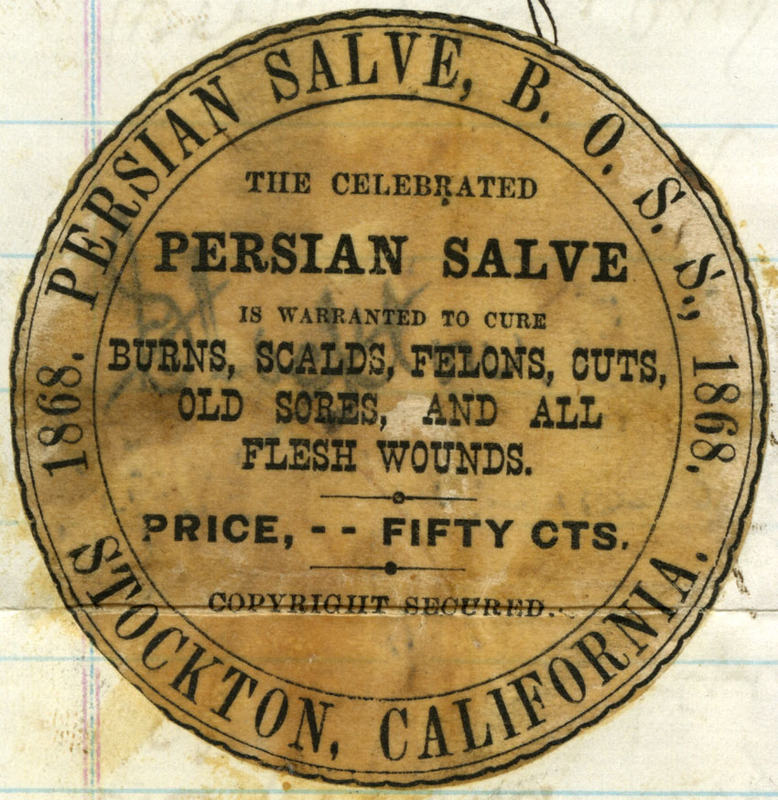 PERSIAN SALVE, B. O. S. S., 1868.
1868.
THE CELEBRATED
PERSIAN SALVE
IS WARRANTED TO CURE
BURNS, SCALDS, FELONS, CUTS,
OLD SORES, AND ALL
FLESH WOUNDS.
PRICE, - - FIFTY CTS.
COPYRIGHT SECURED.
STOCKTON, CALIFORNIA.